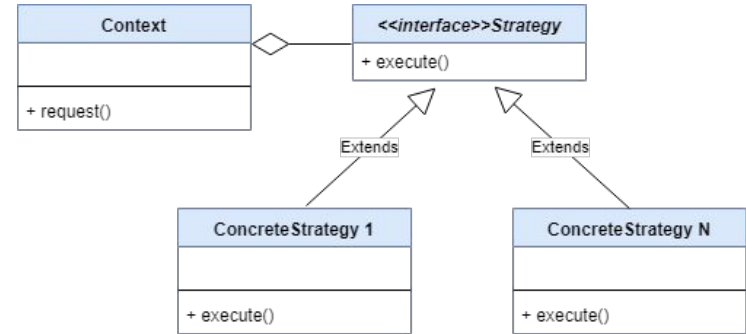 Context
<<interface>>Strategy
+ execute()
+ request()
Extends
Extends
ConcreteStrategy 1
ConcreteStrategy N
+ execute()
+ execute()